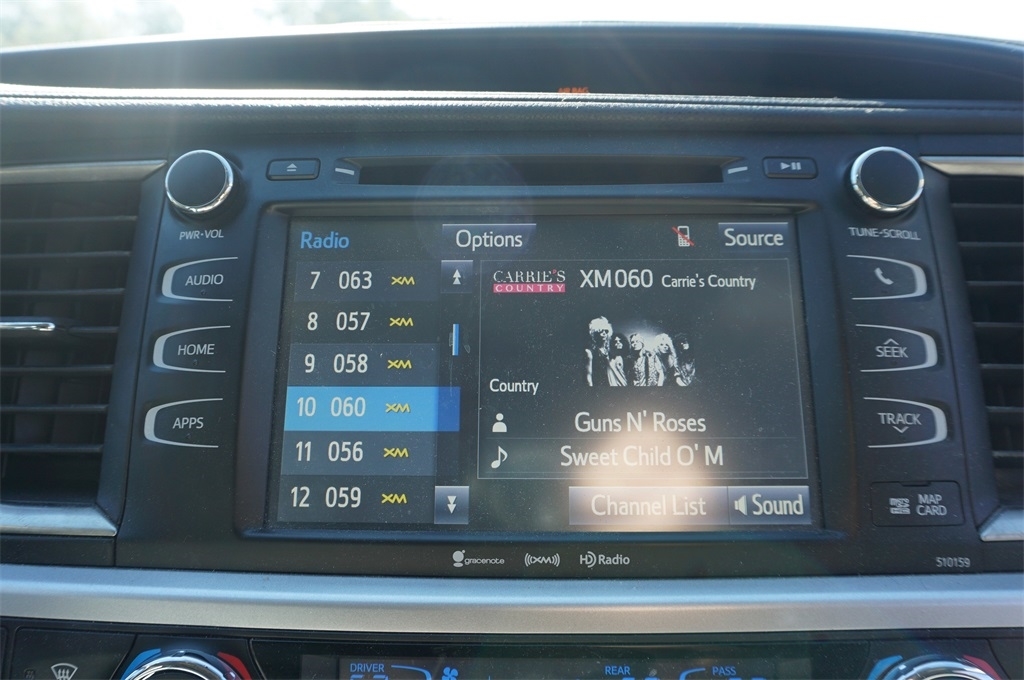 AIRBAG
PWR•VOL
AUDIO
HOME
APPS
Radio
Options
Source
7 063 XM
8 057 XM
9 058 XM
10 060 XM
11 056 XM
12 059 XM
CARRIE'S
COUNTRY
XM060 Carrie's Country
Country
Guns N' Roses
Sweet Child O' M
Channel List
Sound
TUNE•SCROLL
SEEK
TRACK
MAP
CARD
gracenote
((XM))
HD Radio
510159
DRIVER
REAR
PASS